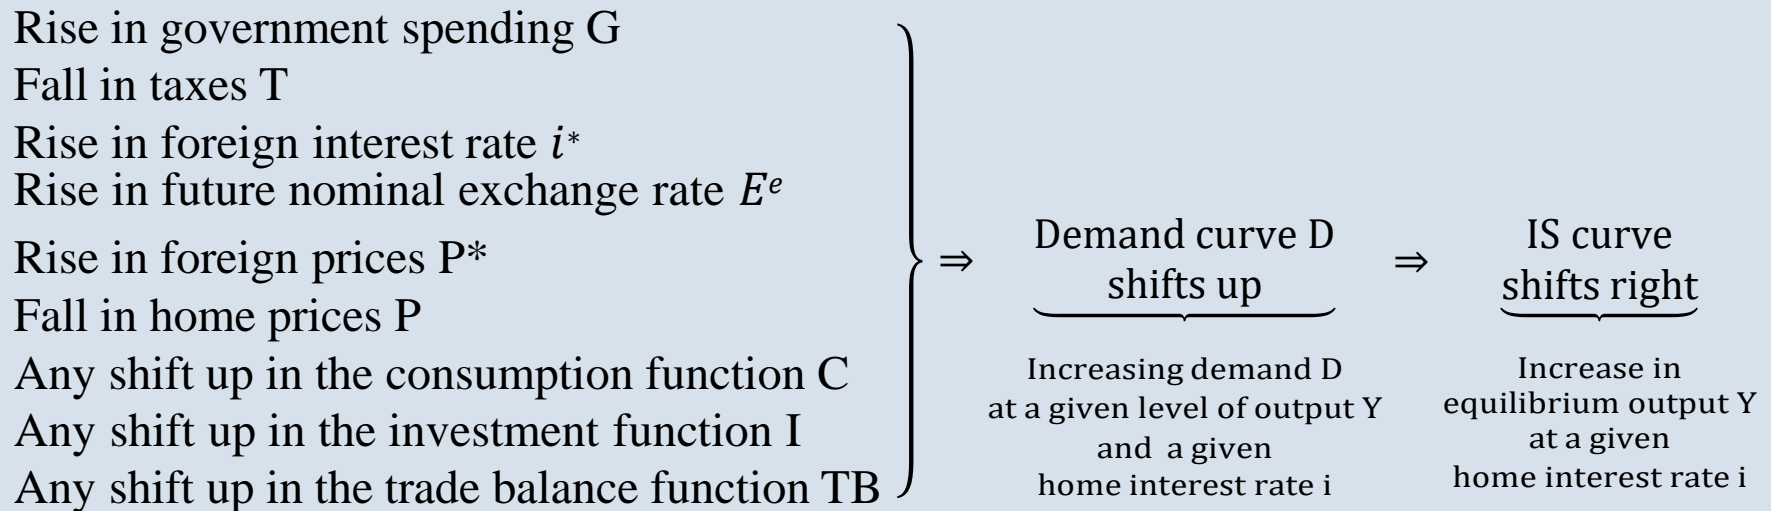 Rise in government spending G
Fall in taxes T
Rise in foreign interest rate i*
Rise in future nominal exchange rate Eᵉ
Rise in foreign prices P*
Fall in home prices P
Any shift up in the consumption function C
Any shift up in the investment function I
Any shift up in the trade balance function TB
⇒
Demand curve D
shifts up
Increasing demand D
at a given level of output Y
and a given
home interest rate i
⇒
IS curve
shifts right
Increase in
equilibrium output Y
at a given
home interest rate i